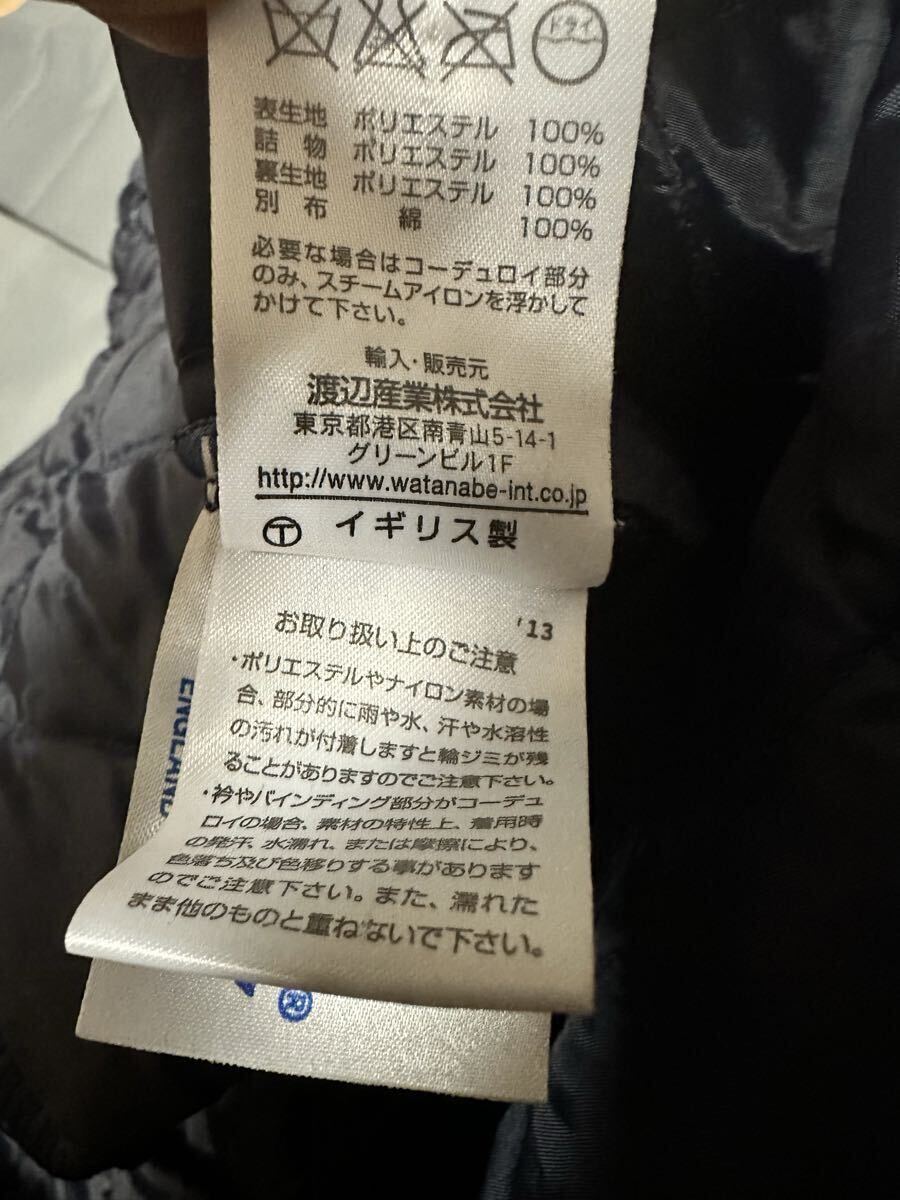 ドライ
表生地 ポリエステル 100%
詰物 ポリエステル 100%
裏生地 ポリエステル 100%
別布 綿 100%
必要な場合はコーデュロイ部分
のみ、スチームアイロンを浮かして
かけて下さい。
輸入・販売元
渡辺産業株式会社
東京都港区南青山5-14-1
グリーンビル1F
http://www.watanabe-int.co.jp
Ⓣ イギリス製
'13
お取り扱い上のご注意
・ポリエステルやナイロン素材の場
合、部分的に雨や水、汗や水溶性
の汚れが付着しますと輪ジミが残
ることがありますのでご注意下さい。
・衿やバインディング部分がコーデュ
ロイの場合、素材の特性上、着用時
の発汗、水濡れ、または摩擦により、
色落ち及び色移りする事があります
のでご注意下さい。また、濡れた
まま他のものと重ねないで下さい。
ENGLAND
®